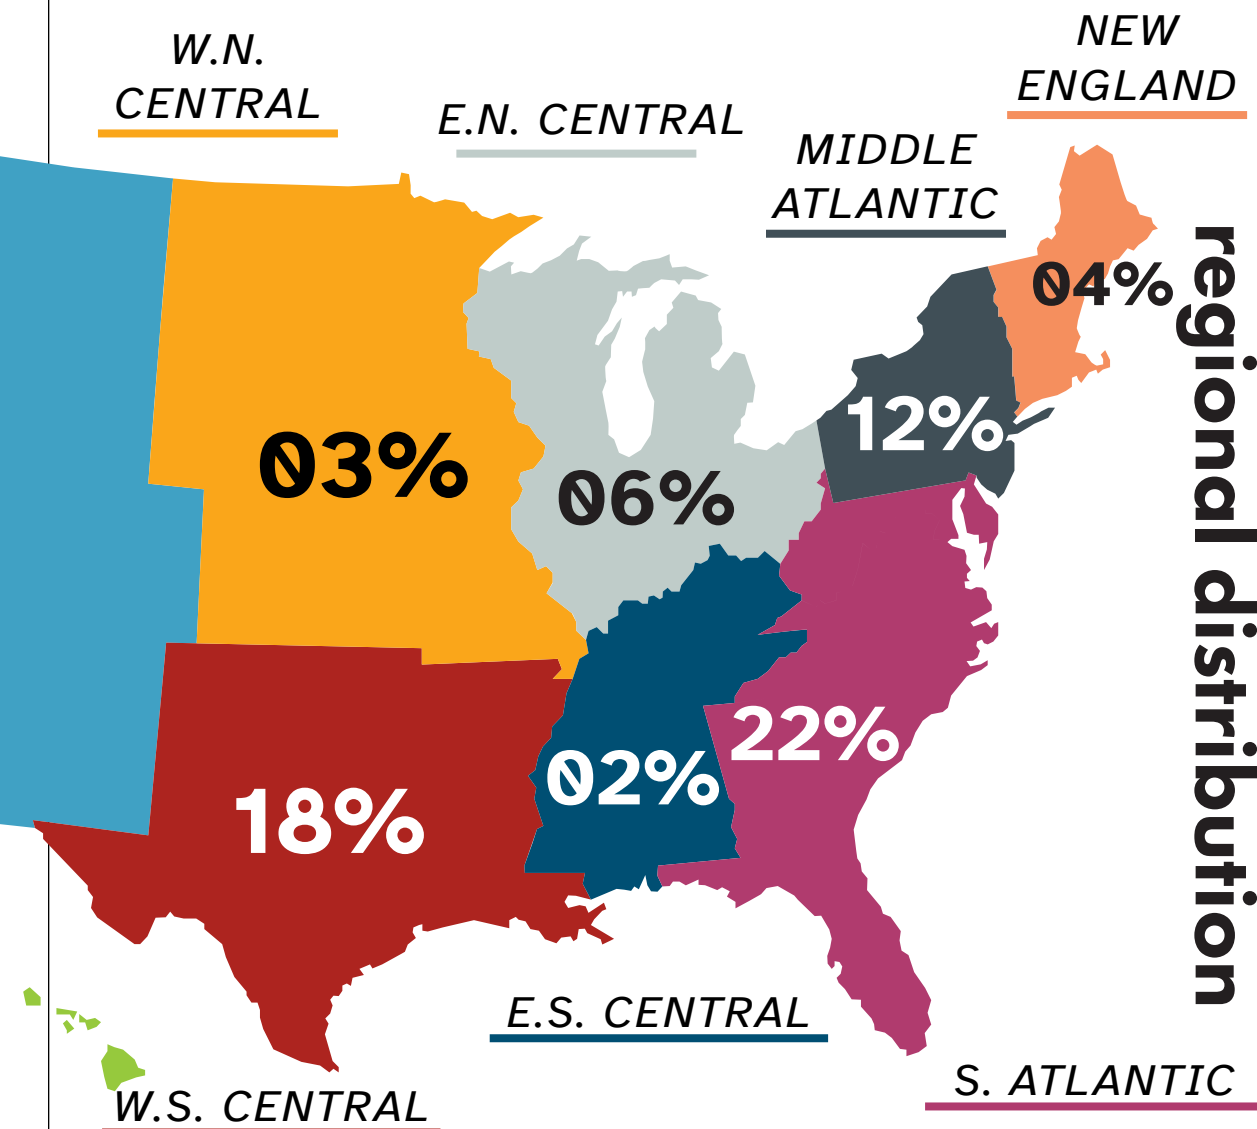 NEW
ENGLAND
W.N.
CENTRAL
E.N. CENTRAL
MIDDLE
ATLANTIC
04%
12%
03%
06%
22%
02%
18%
regional distribution
E.S. CENTRAL
S. ATLANTIC
W.S. CENTRAL